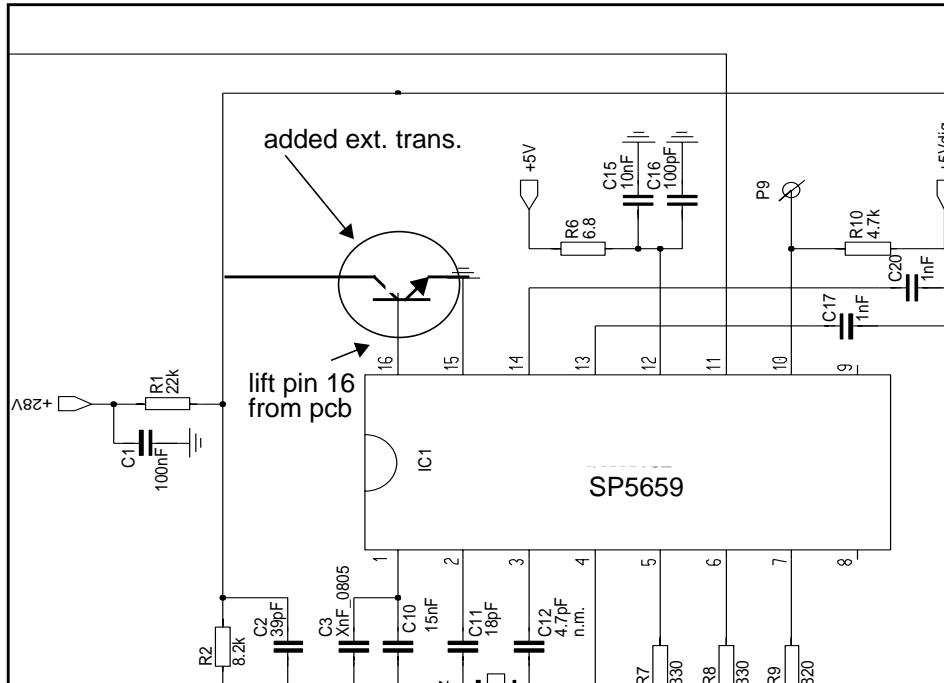 added ext. trans.
+5V
C15
10nF
C16
100pF
P9
R6
6.8
R10
4.7k
C20
1nF
C17
1nF
16
15
14
13
12
11
10
9
lift pin 16
from pcb
R1
22k
+28V
C1
100nF
IC1
SP5659
1
2
3
4
5
6
7
8
C2
39pF
C3
XnF_0805
C10
15nF
C11
18pF
C12
4.7pF
n.m.
R2
8.2k
R7
R8
R9